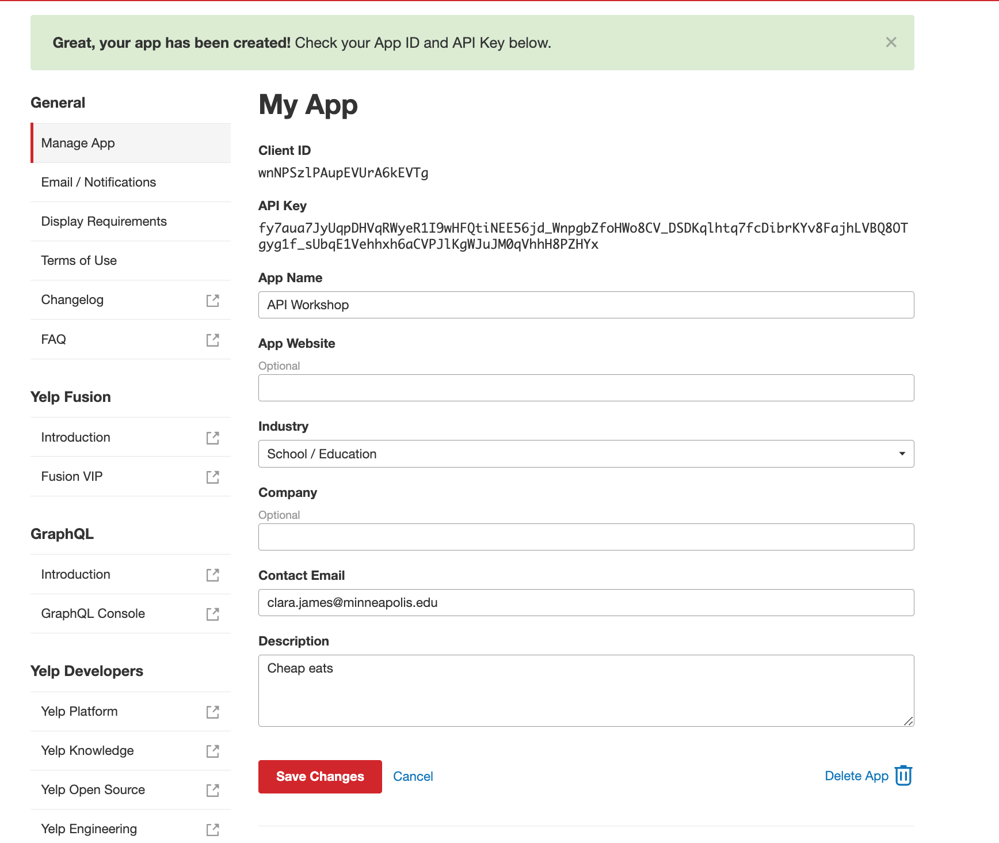 Great, your app has been created! Check your App ID and API Key below.
General
Manage App
Email / Notifications
Display Requirements
Terms of Use
Changelog
FAQ
Yelp Fusion
Introduction
Fusion VIP
GraphQL
Introduction
GraphQL Console
Yelp Developers
Yelp Platform
Yelp Knowledge
Yelp Open Source
Yelp Engineering
My App
Client ID
wnNPSzlPAupEVUrA6kEVTg
API Key
fy7aua7JyUqpDHVqRWyeR1I9wHFQtiNEE56jd_WnpgbZfoHWo8CV_DSDKqlhtq7fcDibrKYv8FajhLVBQ8OT
gyg1f_sUbqE1Vehhxh6aCVPJlKgWJuJM0qVhhH8PZHYx
App Name
API Workshop
App Website
Optional
Industry
School / Education
Company
Optional
Contact Email
clara.james@minneapolis.edu
Description
Cheap eats
Save Changes
Cancel
Delete App